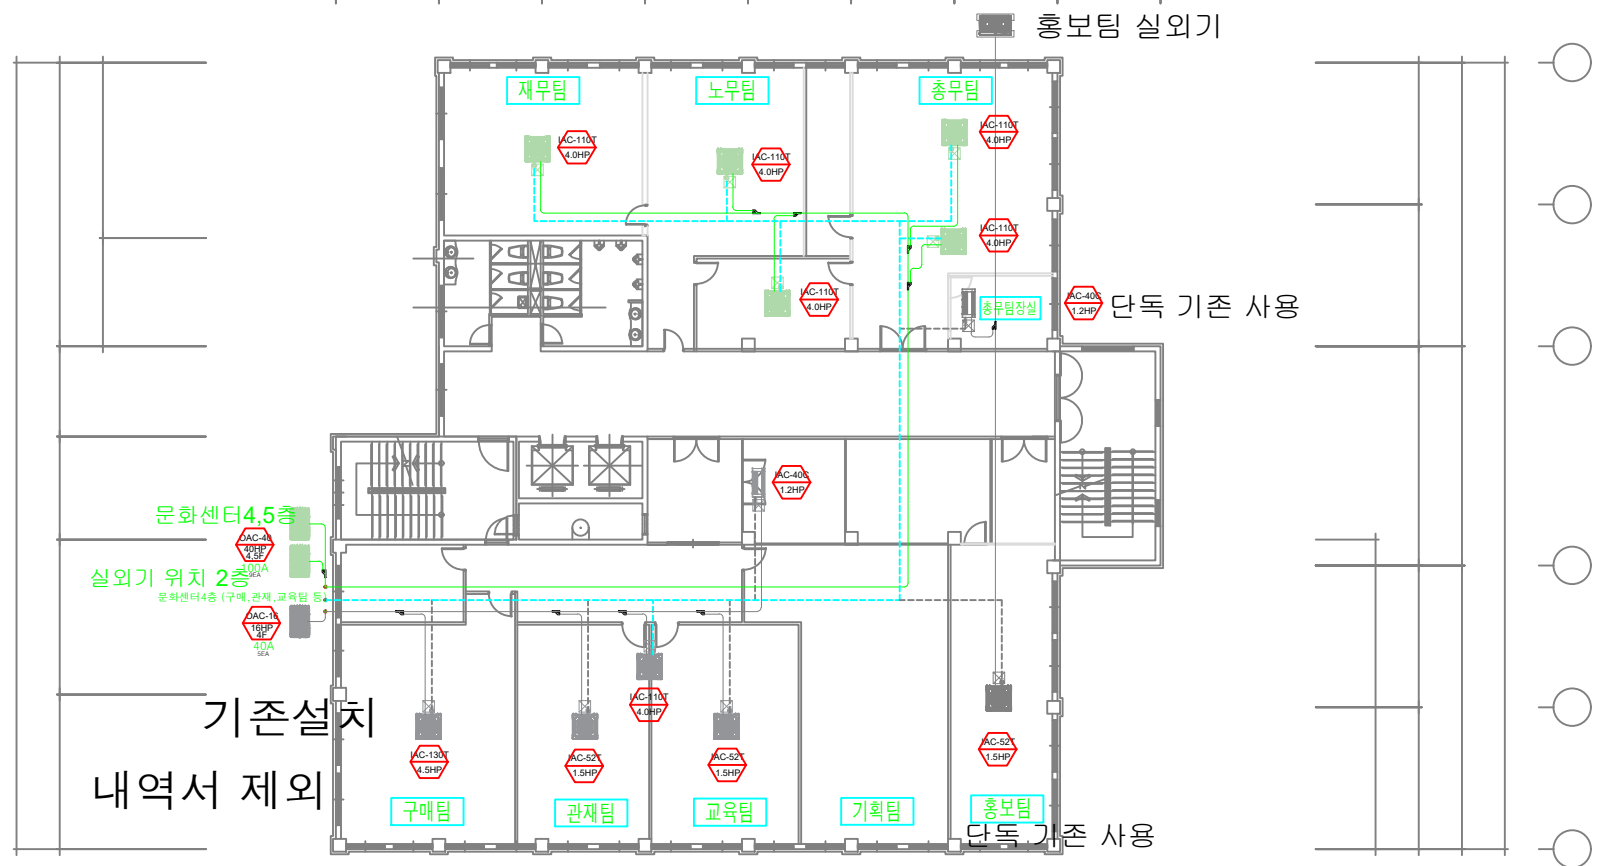 홍보팀 실외기
재무팀
노무팀
총무팀
IAC-110T
4.0HP
IAC-110T
4.0HP
IAC-110T
4.0HP
IAC-110T
4.0HP
IAC-110T
4.0HP
총무팀장실
IAC-40C
1.2HP
단독 기존 사용
IAC-40C
1.2HP
문화센터4,5층
OAC-40
40HP
4,5F
100A
9EA
실외기 위치 2층
문화센터4층 (구매,관재,교육팀 등)
OAC-16
16HP
4F
40A
5EA
기존설치
내역서 제외
IAC-110T
4.0HP
IAC-130T
4.5HP
IAC-52T
1.5HP
IAC-52T
1.5HP
IAC-52T
1.5HP
구매팀
관재팀
교육팀
기획팀
홍보팀
단독 기존 사용